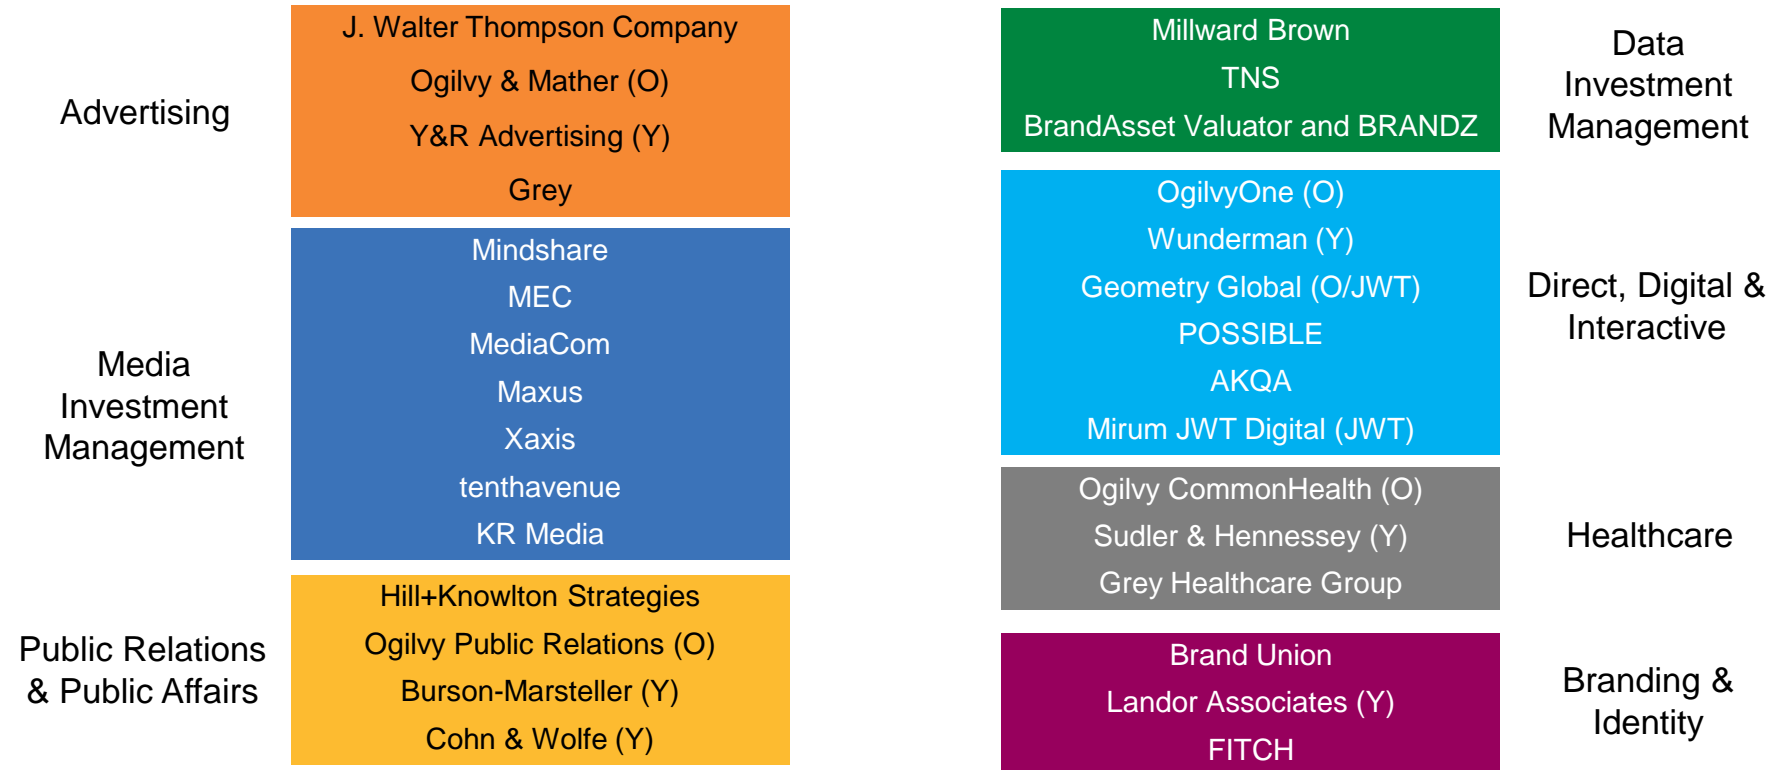 Advertising
J. Walter Thompson Company
Ogilvy & Mather (O)
Y&R Advertising (Y)
Grey
Media
Investment
Management
Mindshare
MEC
MediaCom
Maxus
Xaxis
tenthavenue
KR Media
Public Relations
& Public Affairs
Hill+Knowlton Strategies
Ogilvy Public Relations (O)
Burson-Marsteller (Y)
Cohn & Wolfe (Y)
Millward Brown
TNS
BrandAsset Valuator and BRANDZ
Data
Investment
Management
OgilvyOne (O)
Wunderman (Y)
Geometry Global (O/JWT)
POSSIBLE
AKQA
Mirum JWT Digital (JWT)
Direct, Digital &
Interactive
Ogilvy CommonHealth (O)
Sudler & Hennessey (Y)
Grey Healthcare Group
Healthcare
Brand Union
Landor Associates (Y)
FITCH
Branding &
Identity